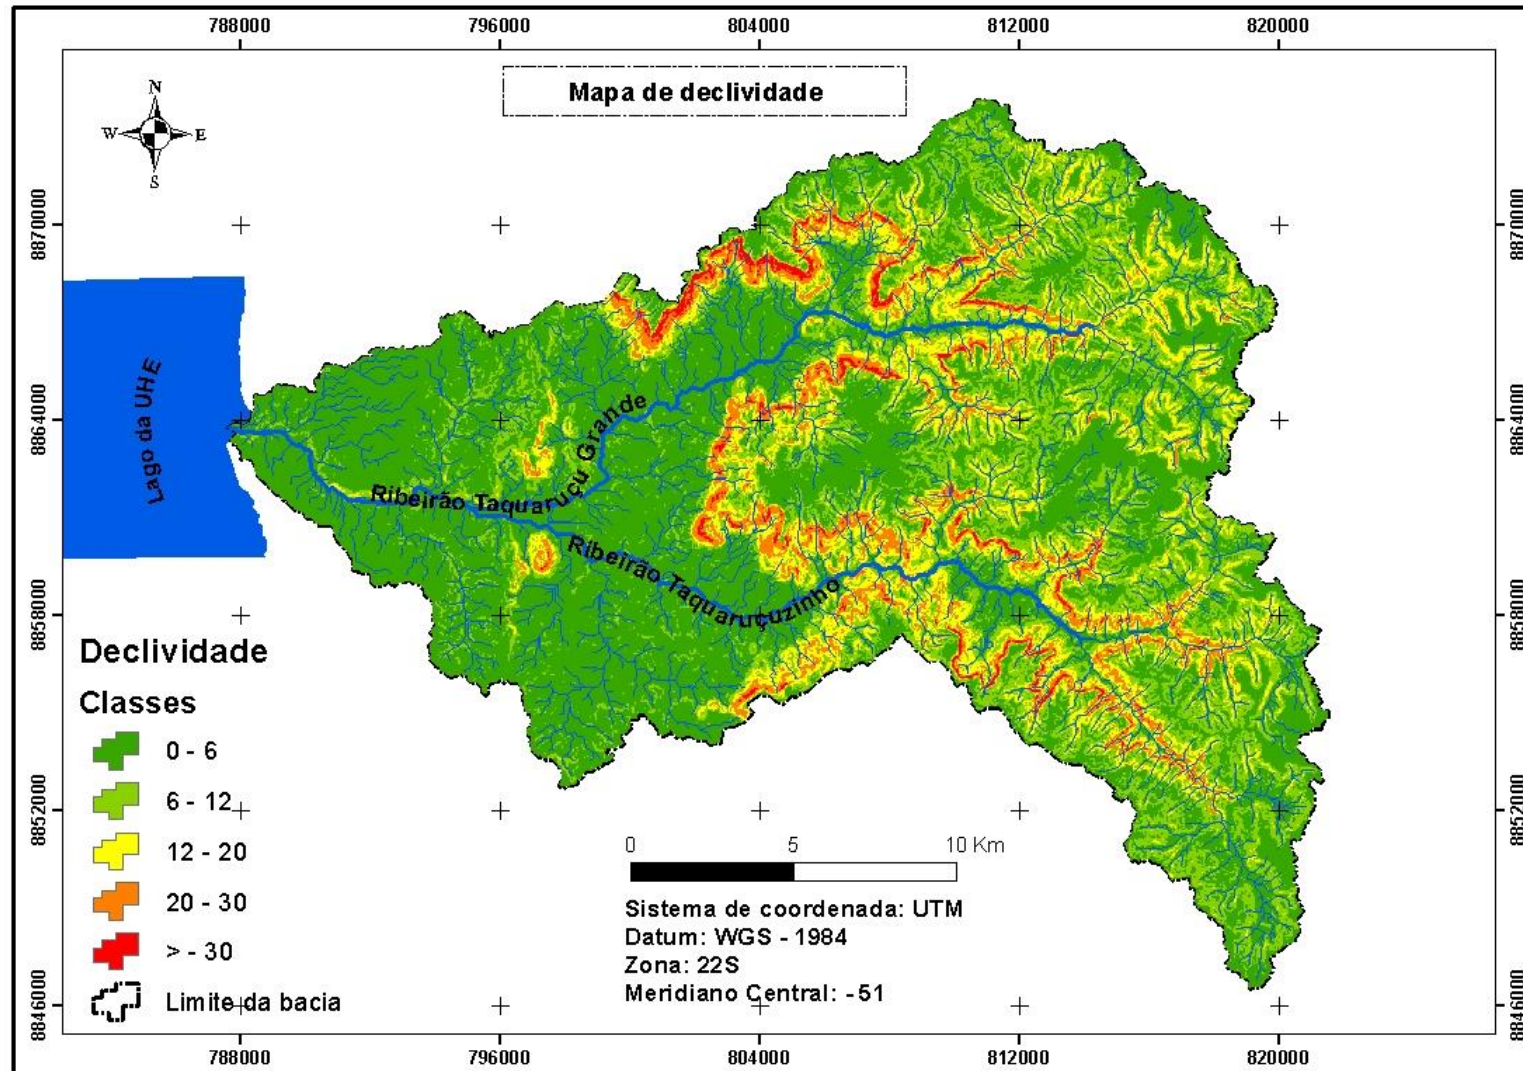 788000
796000
804000
812000
820000
Mapa de declividade
N
W
E
S
8870000
8870000
Lago da UHE
Ribeirão Taquaruçu Grande
8864000
8864000
Ribeirão Taquaruçuzinho
8858000
8858000
Declividade
Classes
0 - 6
6 - 12
12 - 20
20 - 30
> - 30
Limite da bacia
8852000
8852000
0
5
10 Km
Sistema de coordenada: UTM
Datum: WGS - 1984
Zona: 22S
Meridiano Central: -51
8846000
8846000
788000
796000
804000
812000
820000